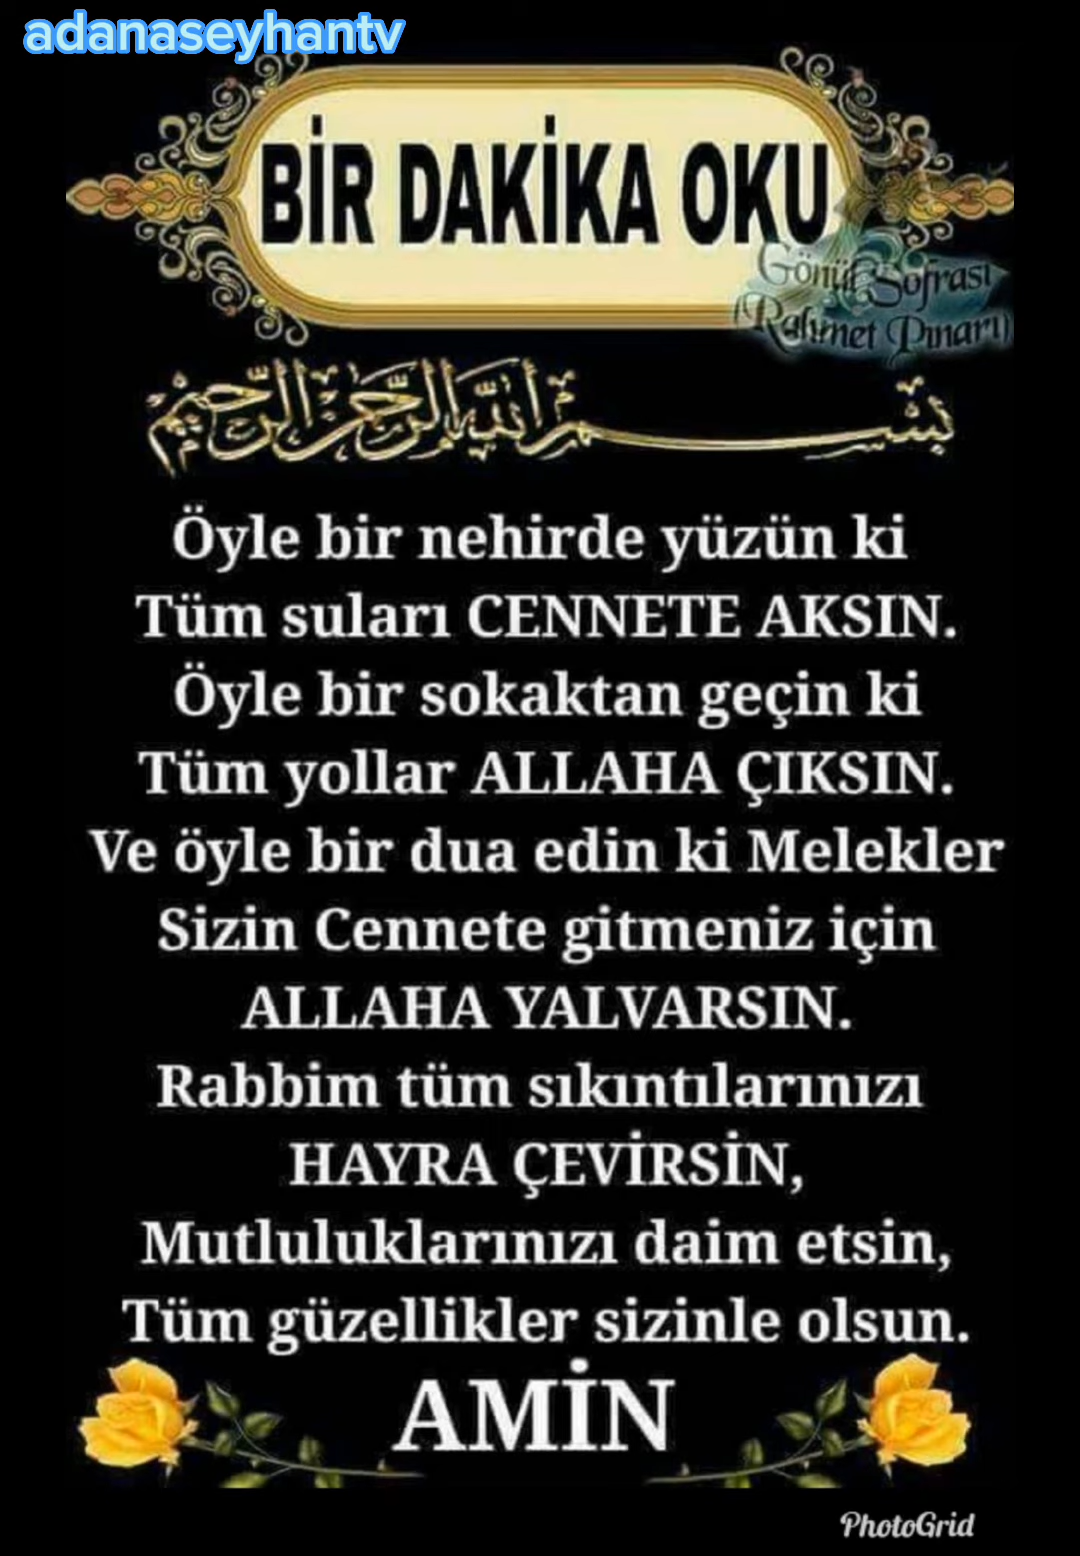 adanaseyhantv
BİR DAKİKA OKU
Gönül Sofrası
(Rahmet Pınarı)
بسم الله الرحمن الرحيم
Öyle bir nehirde yüzün ki
Tüm suları CENNETE AKSIN.
Öyle bir sokaktan geçin ki
Tüm yollar ALLAHA ÇIKSIN.
Ve öyle bir dua edin ki Melekler
Sizin Cennete gitmeniz için
ALLAHA YALVARSIN.
Rabbim tüm sıkıntılarınızı
HAYRA ÇEVİRSİN,
Mutluluklarınızı daim etsin,
Tüm güzellikler sizinle olsun.
AMİN
PhotoGrid